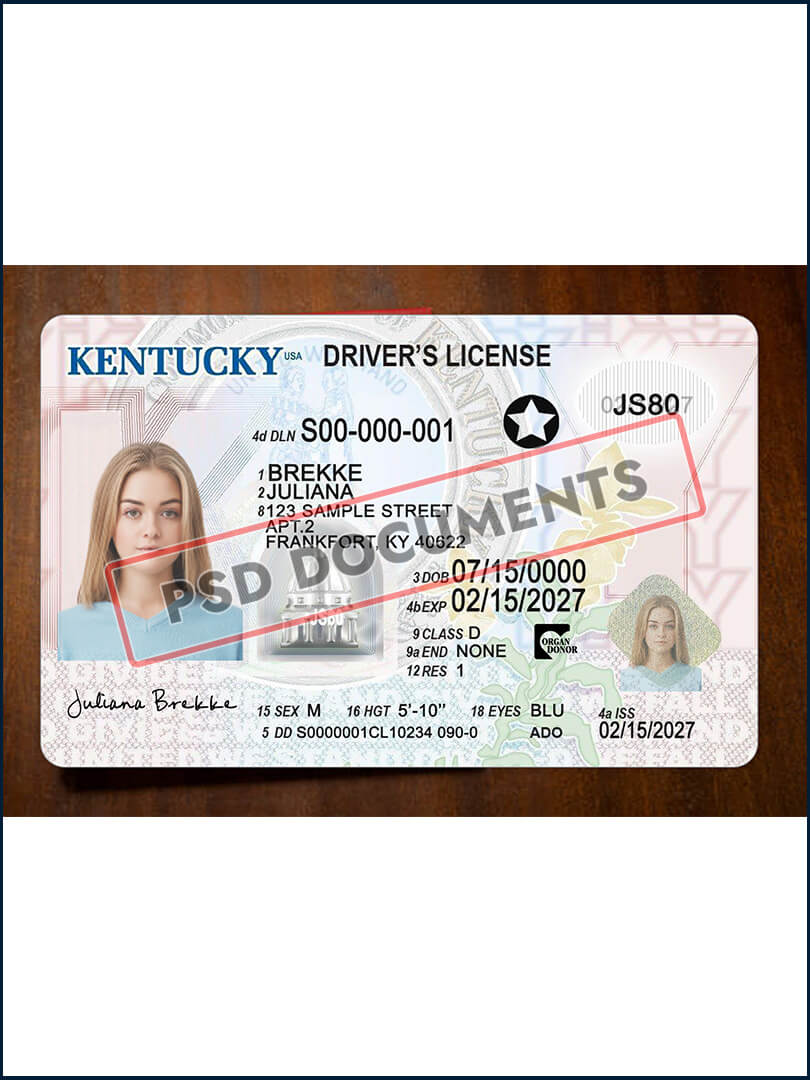 KENTUCKY USA DRIVER'S LICENSE
JS80
4d DLN S00-000-001
1 BREKKE
2 JULIANA
8 123 SAMPLE STREET
APT.2
FRANKFORT, KY 40622
PSD DOCUMENTS
3 DOB 07/15/0000
4b EXP 02/15/2027
9 CLASS D
9a END NONE
12 RES 1
ORGAN DONOR
Juliana Brekke
15 SEX M 16 HGT 5'-10" 18 EYES BLU
4a ISS
02/15/2027
5 DD S0000001CL10234 090-0 ADO